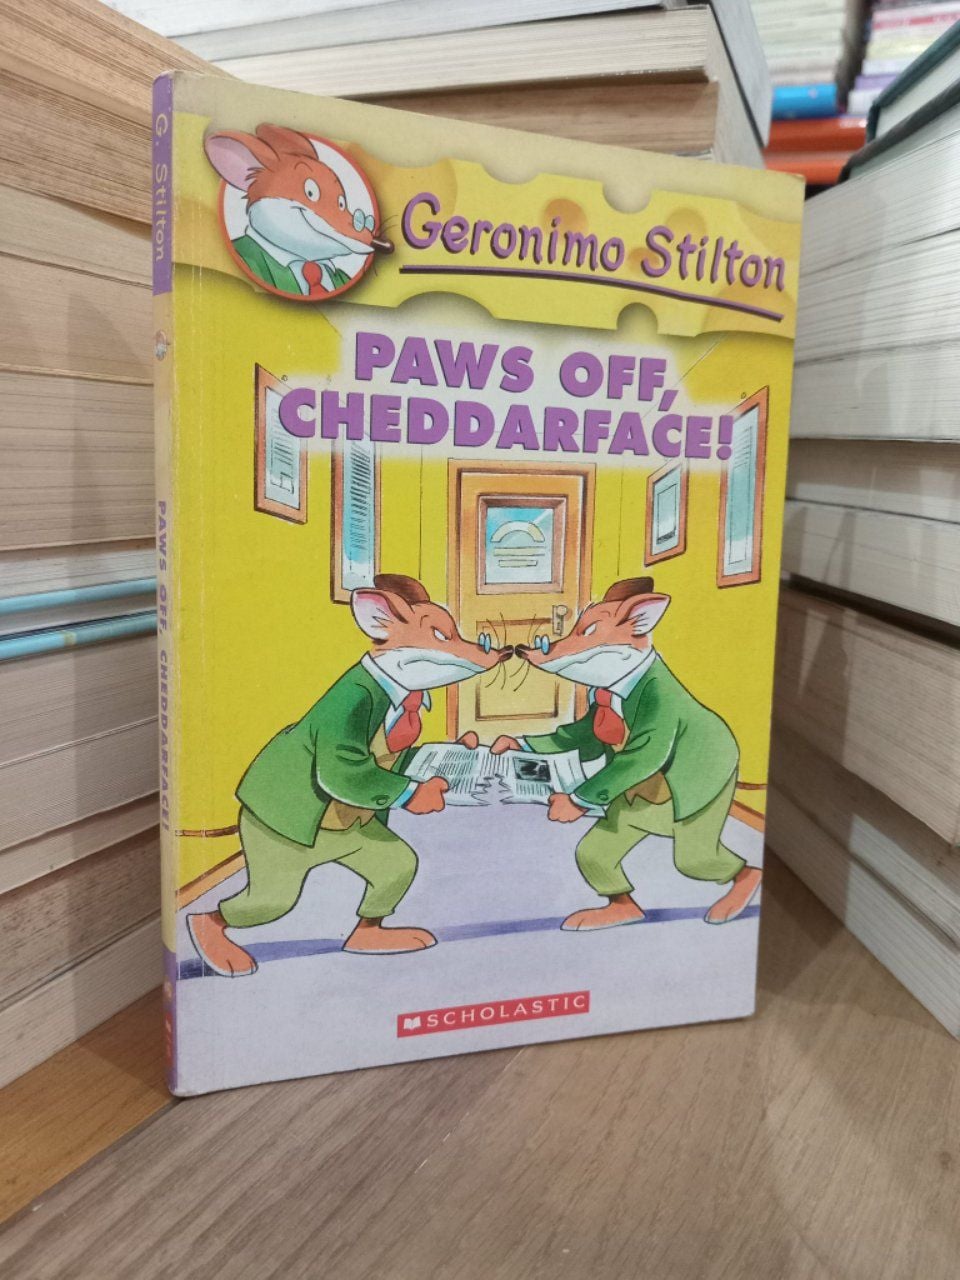 Geronimo Stilton
PAWS OFF,
CHEDDARFACE!
SCHOLASTIC
G. Stilton
PAWS OFF, CHEDDARFACE!